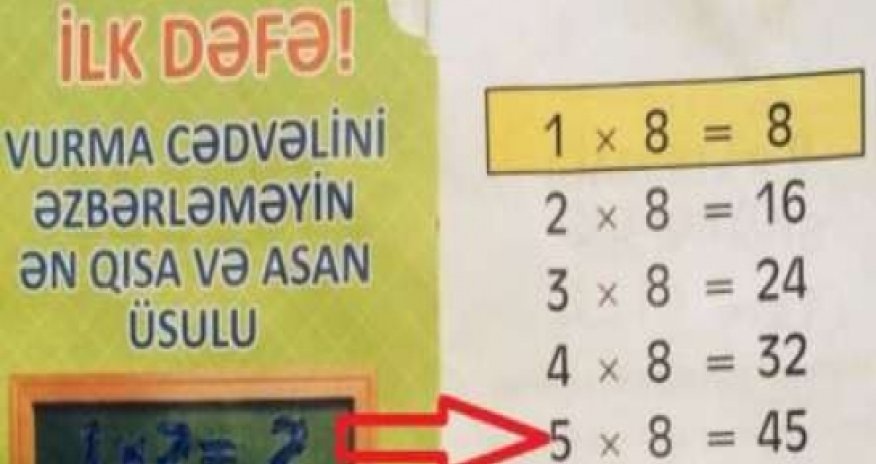 İLK DƏFƏ!
VURMA CƏDVƏLİNİ
ƏZBƏRLƏMƏYİN
ƏN QISA VƏ ASAN
ÜSULU
1 × 8 = 8
2 × 8 = 16
3 × 8 = 24
4 × 8 = 32
5 × 8 = 45